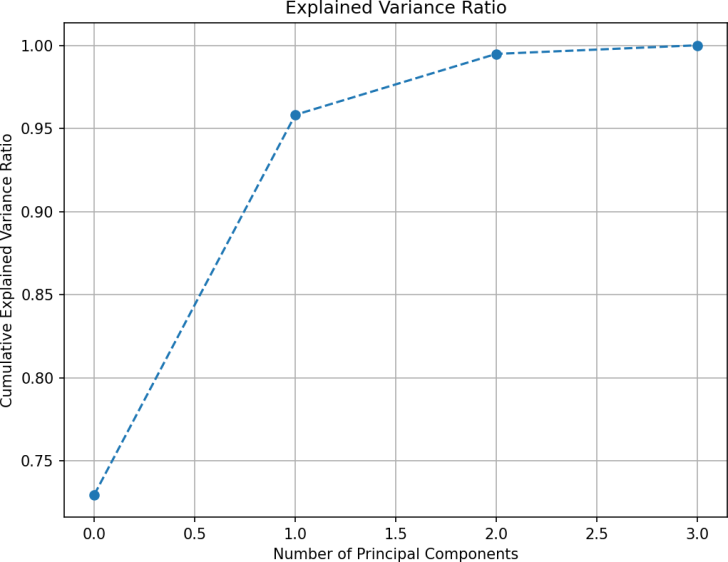 Explained Variance Ratio
Cumulative Explained Variance Ratio
1.00
0.95
0.90
0.85
0.80
0.75
0.0 0.5 1.0 1.5 2.0 2.5 3.0
Number of Principal Components